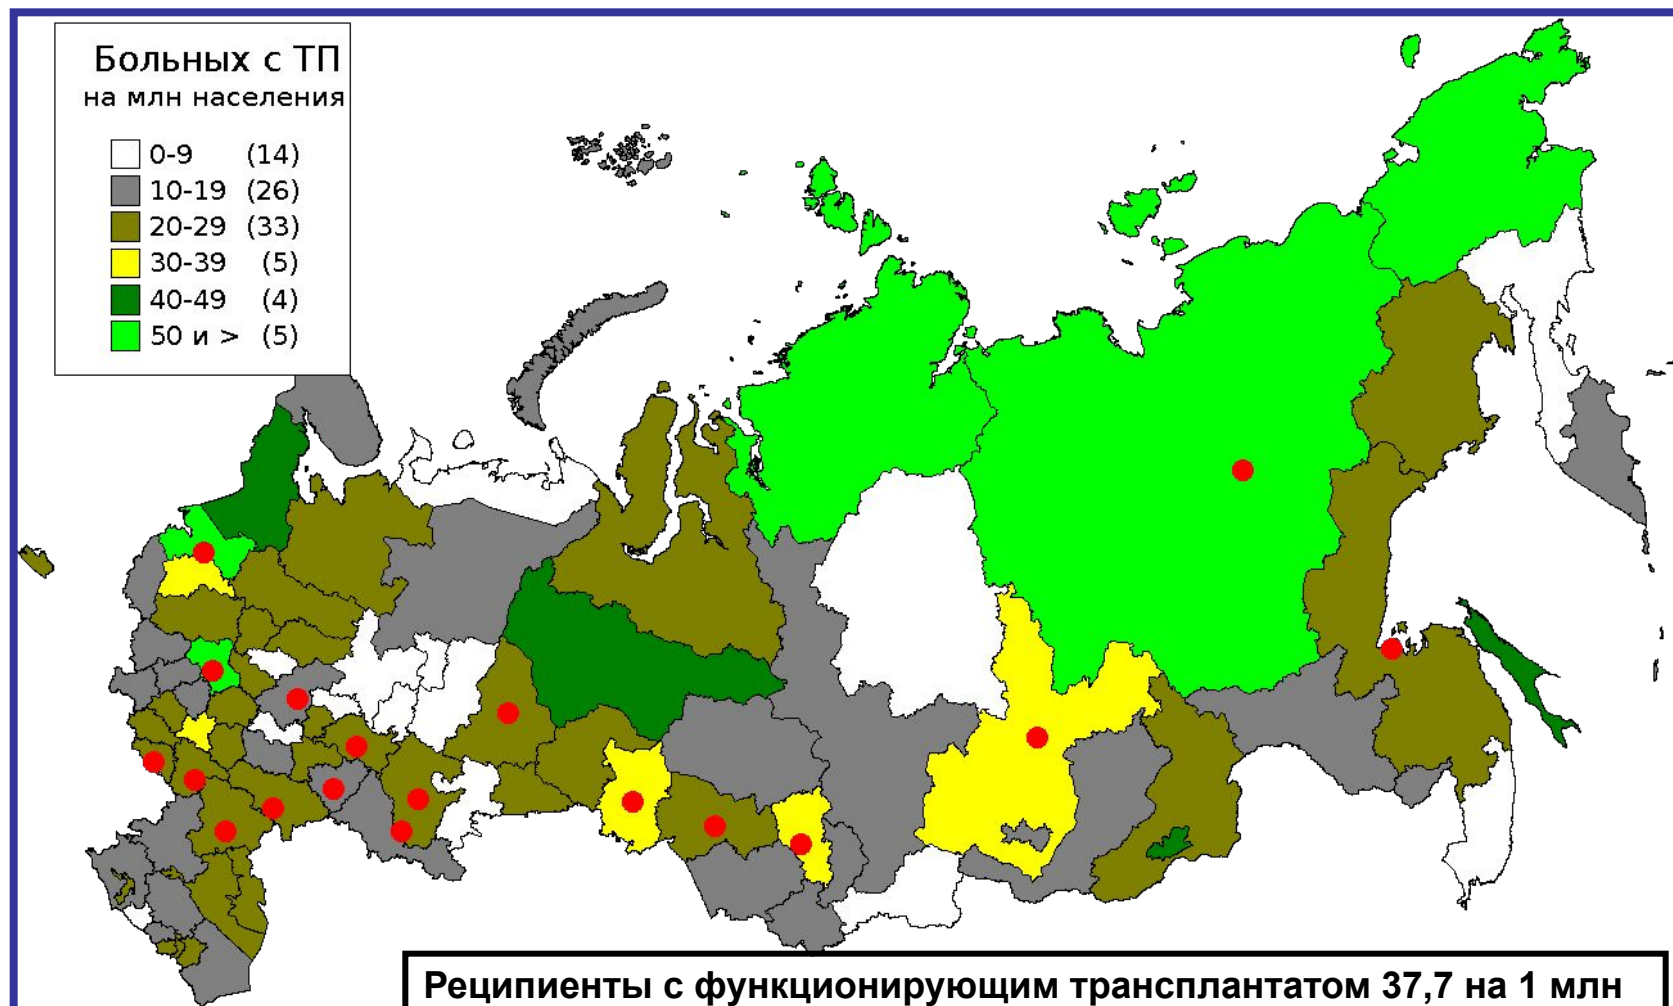 Больных с ТП
на млн населения
0-9 (14)
10-19 (26)
20-29 (33)
30-39 (5)
40-49 (4)
50 и > (5)
Реципиенты с функционирующим трансплантатом 37,7 на 1 млн